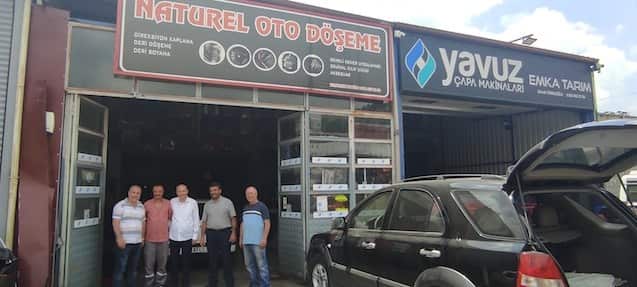 NATUREL OTO DÖŞEME
DİREKSİYON KAPLAMA
DERİ DÖŞEME
DERİ BOYAMA
yavuz
ÇAPA MAKİNALARI
EMKA TARIM